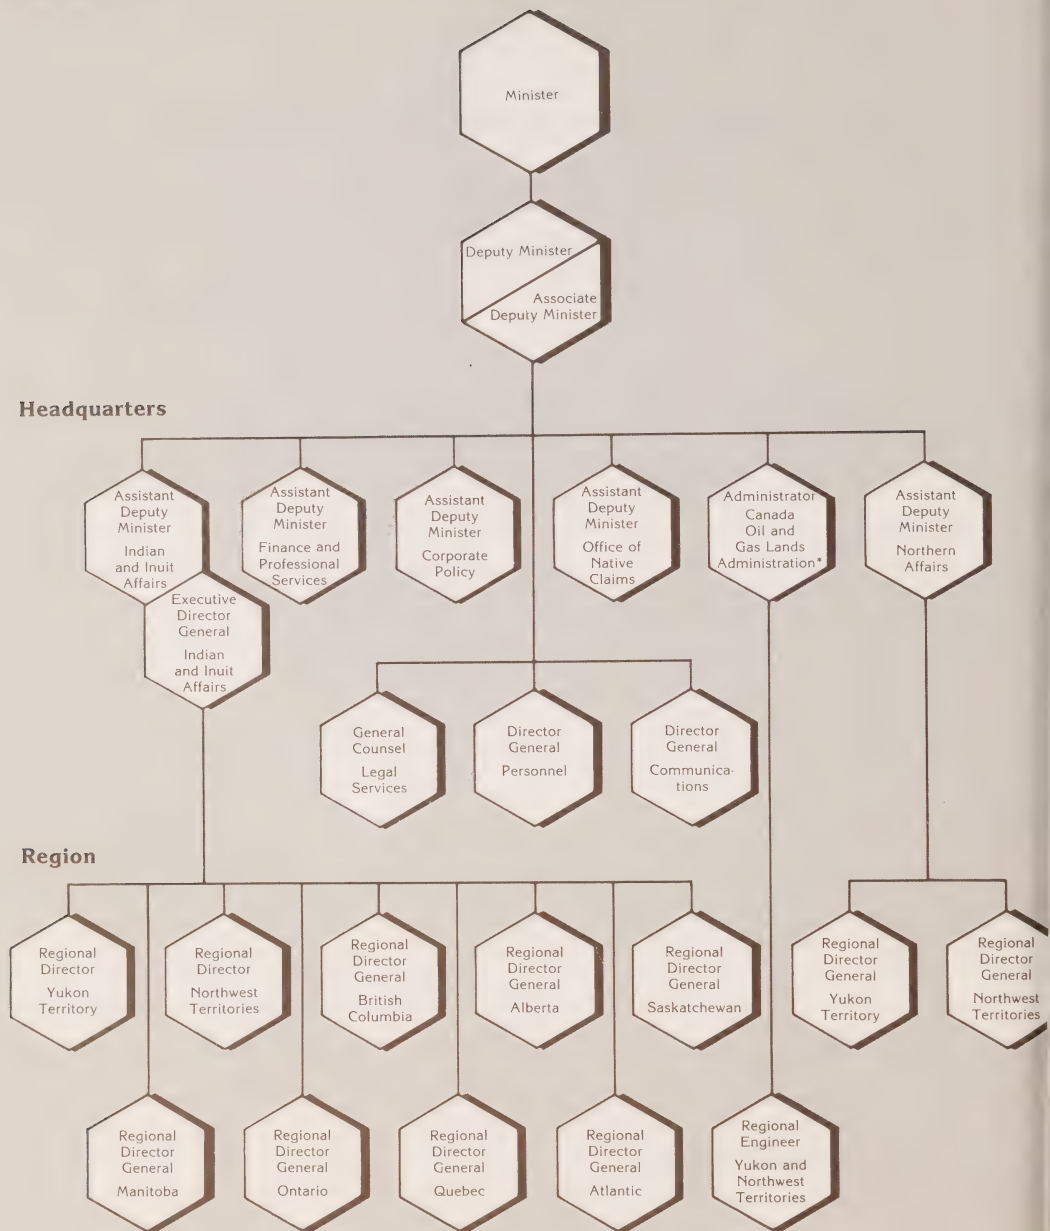 Minister
Deputy Minister
Associate
Deputy Minister
Headquarters
Assistant
Deputy
Minister
Indian
and Inuit
Affairs
Executive
Director
General
Indian
and Inuit
Affairs
Assistant
Deputy
Minister
Finance and
Professional
Services
Assistant
Deputy
Minister
Corporate
Policy
Assistant
Deputy
Minister
Office of
Native
Claims
Administrator
Canada
Oil and
Gas Lands
Administration*
Assistant
Deputy
Minister
Northern
Affairs
General
Counsel
Legal
Services
Director
General
Personnel
Director
General
Communica-
tions
Region
Regional
Director
Yukon
Territory
Regional
Director
Northwest
Territories
Regional
Director
General
British
Columbia
Regional
Director
General
Alberta
Regional
Director
General
Saskatchewan
Regional
Director
General
Yukon
Territory
Regional
Director
General
Northwest
Territories
Regional
Director
General
Manitoba
Regional
Director
General
Ontario
Regional
Director
General
Quebec
Regional
Director
General
Atlantic
Regional
Engineer
Yukon and
Northwest
Territories